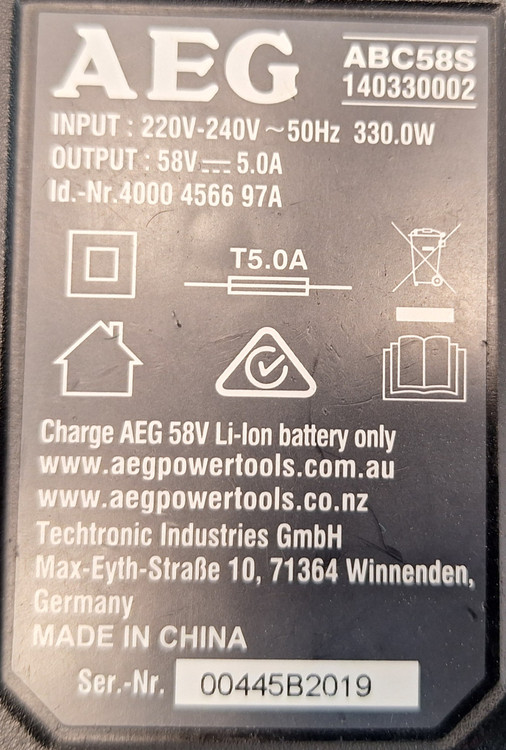 AEG
ABC58S
140330002
INPUT : 220V-240V ~ 50Hz 330.0W
OUTPUT : 58V ⎓ 5.0A
Id.-Nr.4000 4566 97A
T5.0A
Charge AEG 58V Li-Ion battery only
www.aegpowertools.com.au
www.aegpowertools.co.nz
Techtronic Industries GmbH
Max-Eyth-Straße 10, 71364 Winnenden,
Germany
MADE IN CHINA
Ser.-Nr. 00445B2019